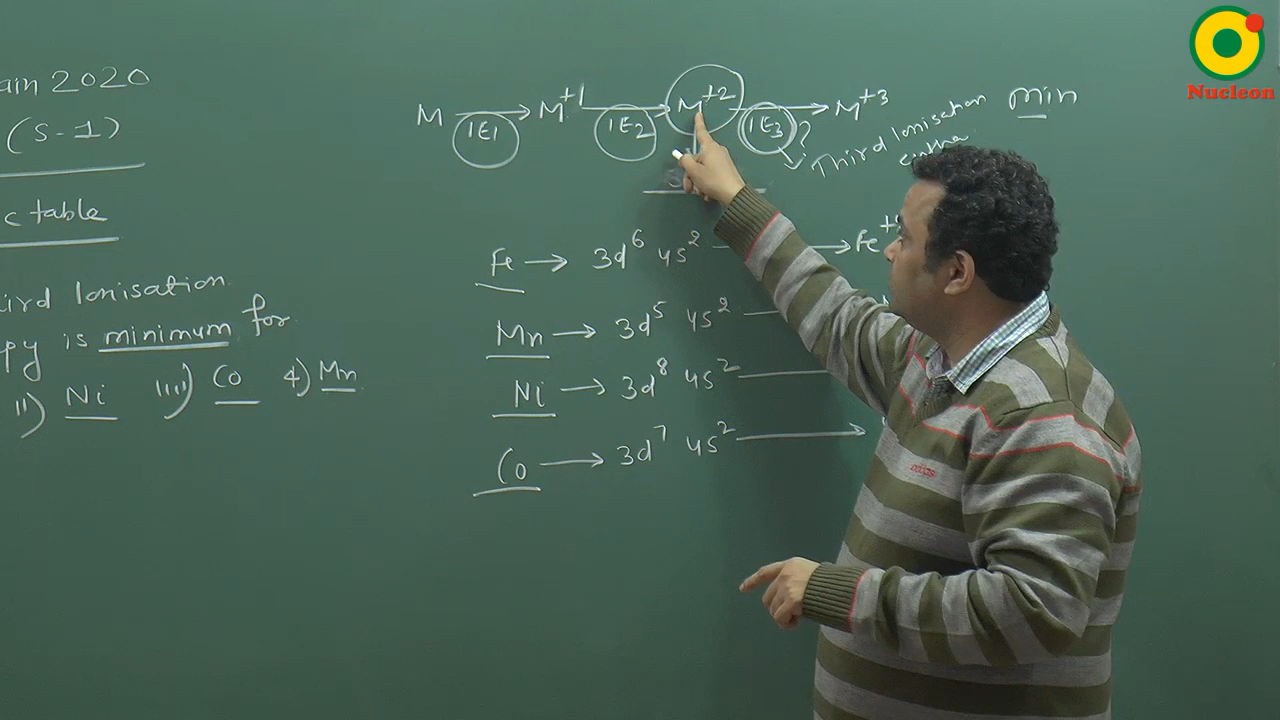 ain 2020
(S-1)
c table
ird Ionisation
py is minimum for
ii) Ni iii) Co 4) Mn
M → M+1 → M+2 → M+3 min
IE1 IE2 IE3 ?
Third Ionisation
Fe → 3d6 4s2 → Fe
Mn → 3d5 4s2
Ni → 3d8 4s2
Co → 3d7 4s2 →
Nucleon